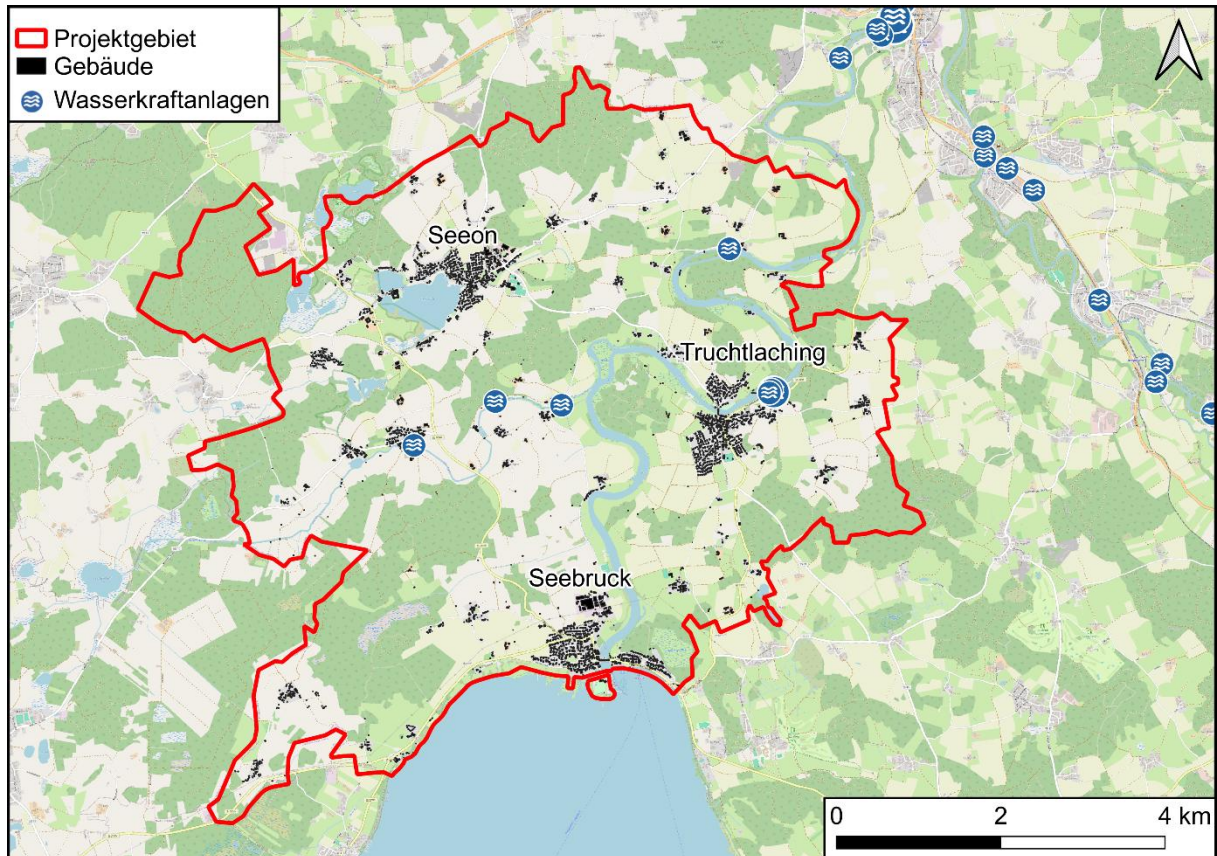 Projektgebiet
Gebäude
Wasserkraftanlagen
Seeon
Truchtlaching
Seebruck
0 2 4 km